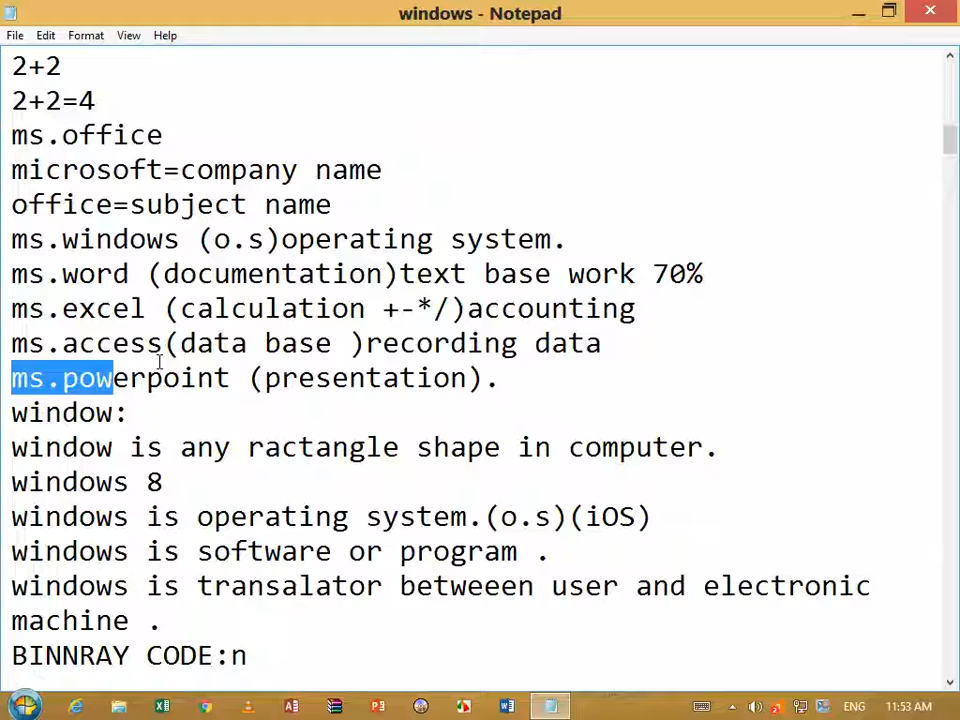 windows - Notepad
File Edit Format View Help
2+2
2+2=4
ms.office
microsoft=company name
office=subject name
ms.windows (o.s)operating system.
ms.word (documentation)text base work 70%
ms.excel (calculation +-*/)accounting
ms.access(data base )recording data
ms.powerpoint (presentation).
window:
window is any ractangle shape in computer.
windows 8
windows is operating system.(o.s)(iOS)
windows is software or program .
windows is transalator betweeen user and electronic
machine .
BINNRAY CODE:n
ENG 11:53 AM